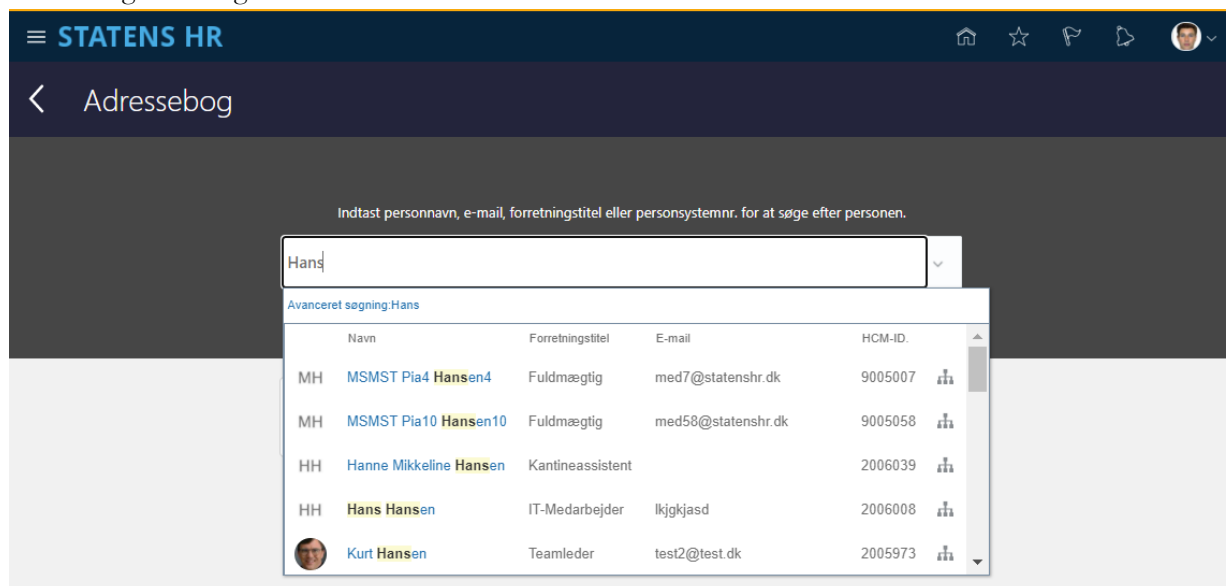 STATENS HR
Adressebog
Indtast personnavn, e-mail, forretningstitel eller personsystemnr. for at søge efter personen.
Hans
Avanceret søgning:Hans
Navn Forretningstitel E-mail HCM-ID.
MH MSMST Pia4 Hansen4 Fuldmægtig med7@statenshr.dk 9005007
MH MSMST Pia10 Hansen10 Fuldmægtig med58@statenshr.dk 9005058
HH Hanne Mikkeline Hansen Kantineassistent 2006039
HH Hans Hansen IT-Medarbejder lkjgkjasd 2006008
Kurt Hansen Teamleder test2@test.dk 2005973